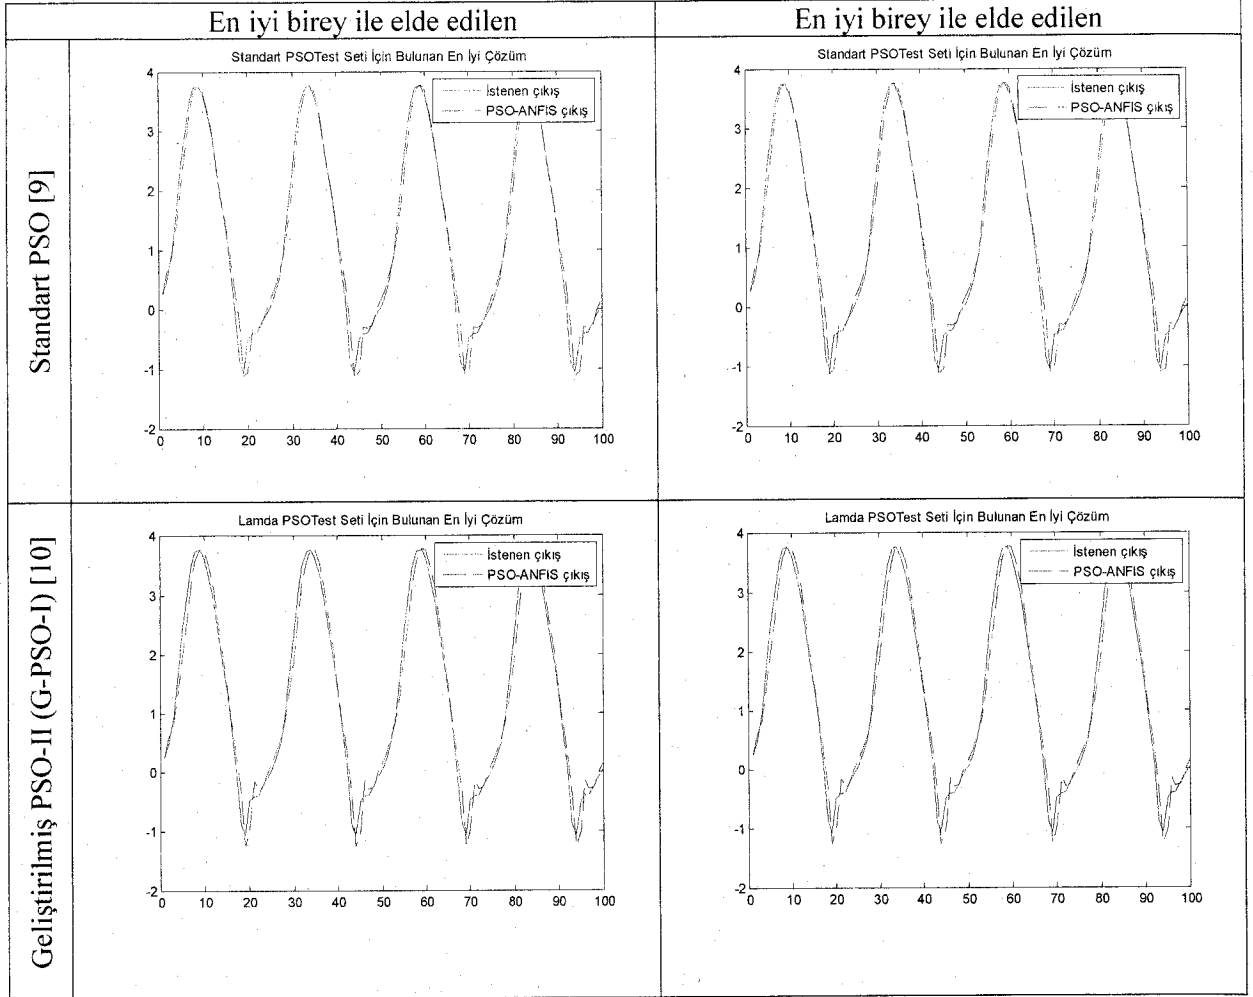 En iyi birey ile elde edilen
En iyi birey ile elde edilen
Standart PSO [9]
Standart PSOTest Seti İçin Bulunan En İyi Çözüm
İstenen çıkış
PSO-ANFIS çıkış
4
3
2
1
0
-1
-2
0 10 20 30 40 50 60 70 80 90 100
Standart PSOTest Seti İçin Bulunan En İyi Çözüm
İstenen çıkış
PSO-ANFIS çıkış
4
3
2
1
0
-1
-2
0 10 20 30 40 50 60 70 80 90 100
Geliştirilmiş PSO-II (G-PSO-I) [10]
Lamda PSOTest Seti İçin Bulunan En İyi Çözüm
İstenen çıkış
PSO-ANFIS çıkış
4
3
2
1
0
-1
-2
0 10 20 30 40 50 60 70 80 90 100
Lamda PSOTest Seti İçin Bulunan En İyi Çözüm
İstenen çıkış
PSO-ANFIS çıkış
4
3
2
1
0
-1
-2
0 10 20 30 40 50 60 70 80 90 100